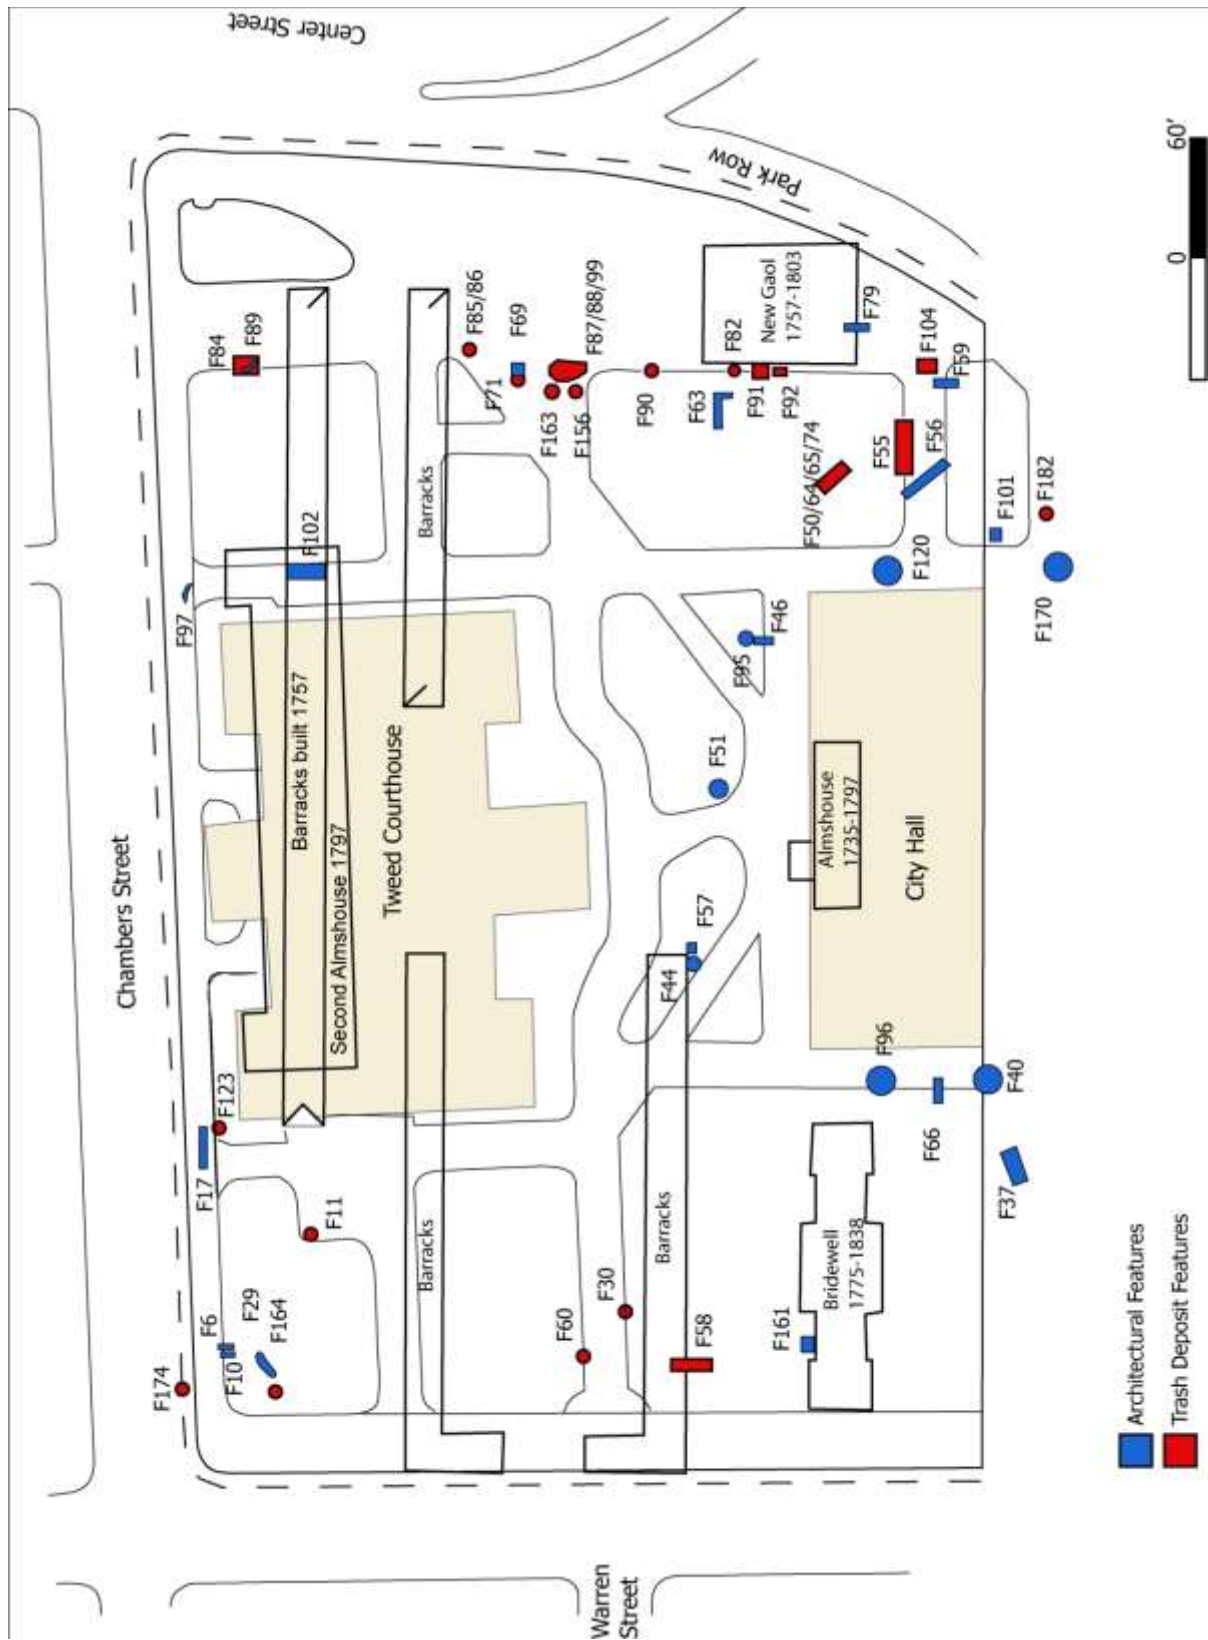 Center Street
Park Row
Chambers Street
Warren
Street
F84
F89
F85/86
F69
F71
F87/88/99
F163
F156
F90
F82
F63
F91
F92
New Gaol
1757-1803
F79
F104
F59
F50/64/65/74
F55
F56
F101
F182
F170
F120
F97
F102
Barracks
Barracks built 1757
Second Almshouse 1797
Tweed Courthouse
F46
F95
F51
Almshouse
1735-1797
City Hall
F57
F44
F96
F40
F66
F37
F123
F17
F11
F6
F10
F29
F164
F174
Barracks
F60
F30
Barracks
F58
F161
Bridewell
1775-1838
0
60'
Architectural Features
Trash Deposit Features